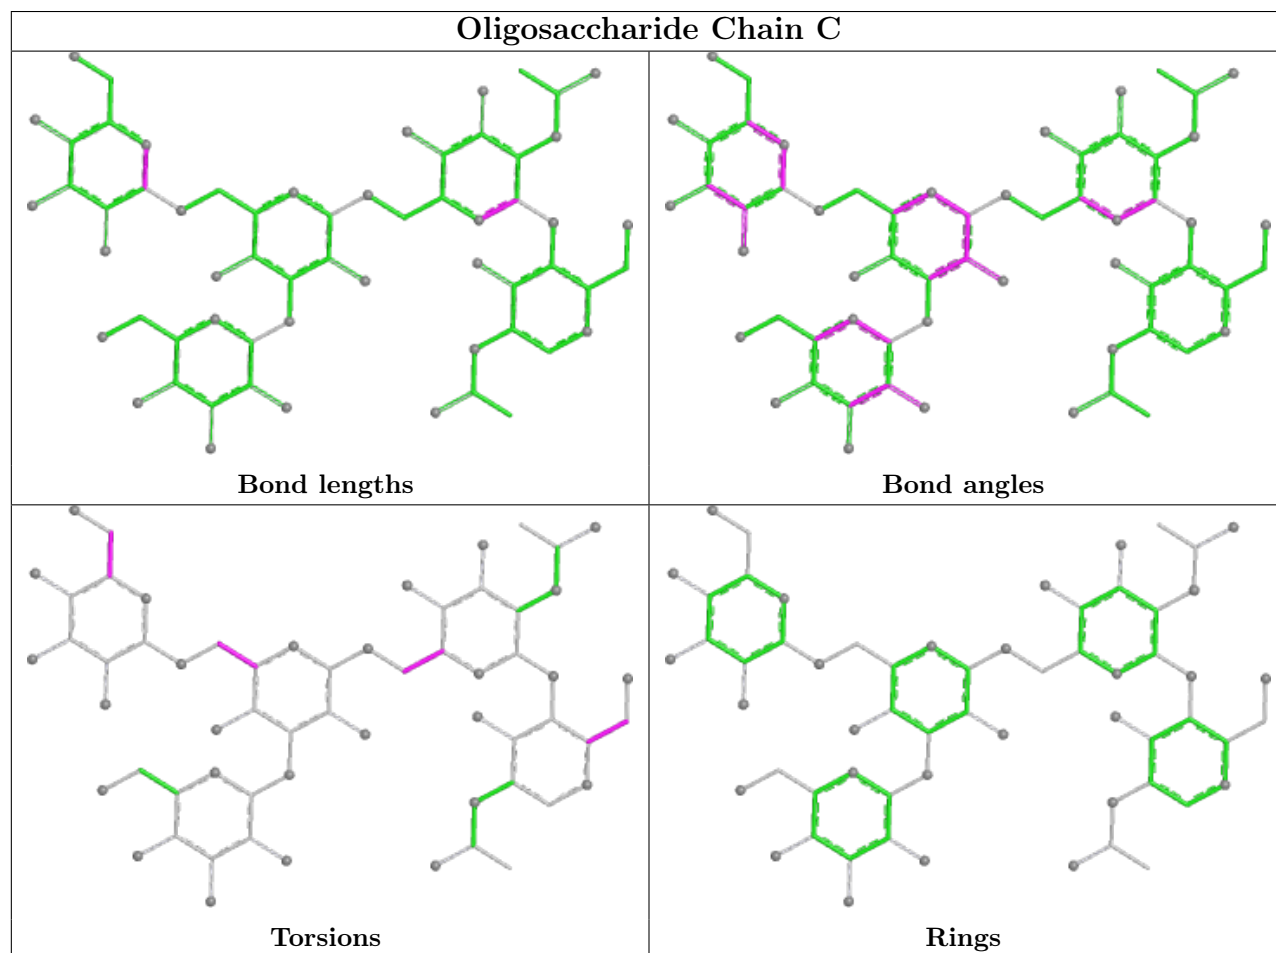 Oligosaccharide Chain C
Bond lengths
Bond angles
Torsions
Rings